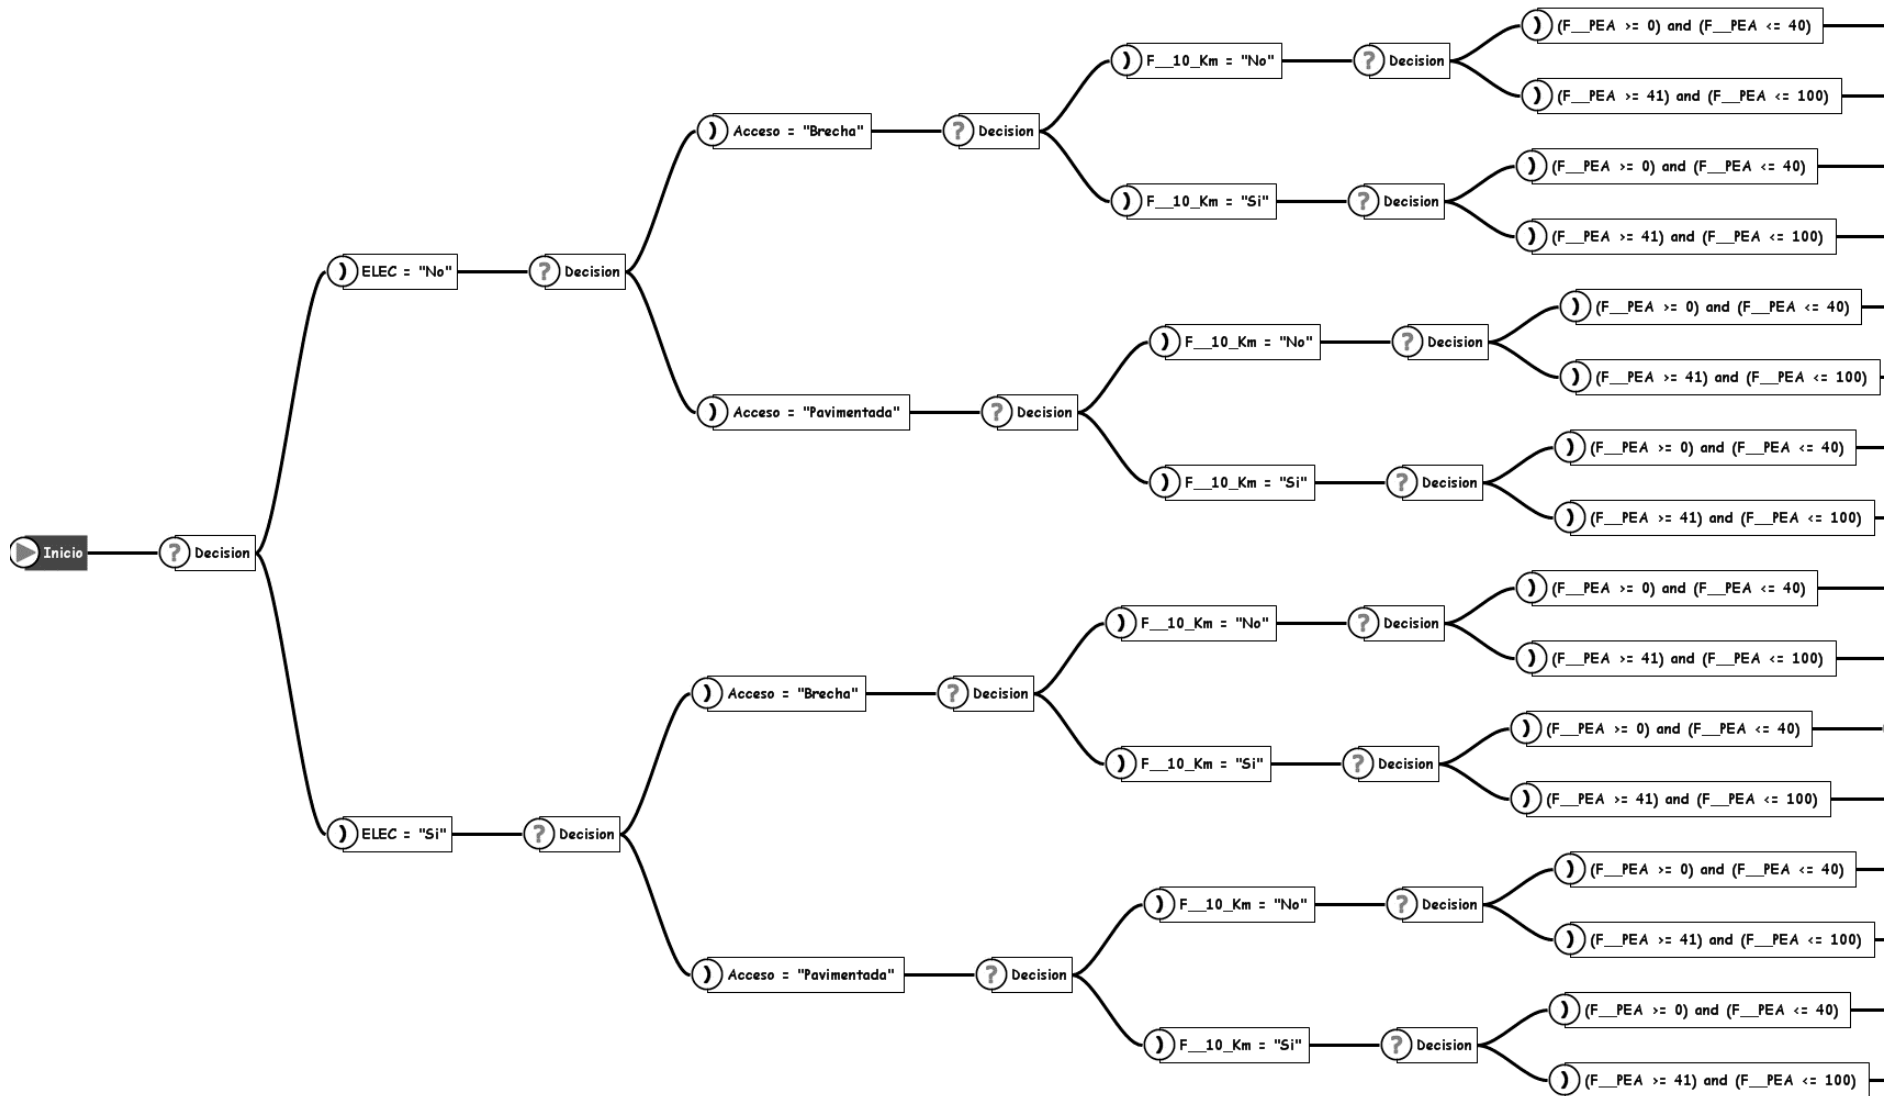 (F__PEA >= 0) and (F__PEA <= 40)
F__10_Km = "No"
Decision
(F__PEA >= 41) and (F__PEA <= 100)
Acceso = "Brecha"
Decision
(F__PEA >= 0) and (F__PEA <= 40)
F__10_Km = "Si"
Decision
(F__PEA >= 41) and (F__PEA <= 100)
ELEC = "No"
Decision
(F__PEA >= 0) and (F__PEA <= 40)
F__10_Km = "No"
Decision
(F__PEA >= 41) and (F__PEA <= 100)
Acceso = "Pavimentada"
Decision
(F__PEA >= 0) and (F__PEA <= 40)
F__10_Km = "Si"
Decision
(F__PEA >= 41) and (F__PEA <= 100)
Inicio
Decision
(F__PEA >= 0) and (F__PEA <= 40)
F__10_Km = "No"
Decision
(F__PEA >= 41) and (F__PEA <= 100)
Acceso = "Brecha"
Decision
(F__PEA >= 0) and (F__PEA <= 40)
F__10_Km = "Si"
Decision
(F__PEA >= 41) and (F__PEA <= 100)
ELEC = "Si"
Decision
(F__PEA >= 0) and (F__PEA <= 40)
F__10_Km = "No"
Decision
(F__PEA >= 41) and (F__PEA <= 100)
Acceso = "Pavimentada"
Decision
(F__PEA >= 0) and (F__PEA <= 40)
F__10_Km = "Si"
Decision
(F__PEA >= 41) and (F__PEA <= 100)